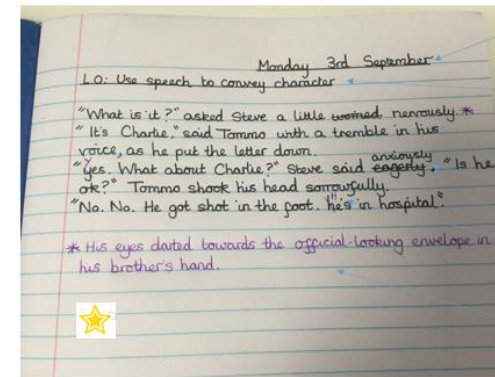 Monday 3rd September
L.O: Use speech to convey character
"What is it?" asked Steve a little worried nervously.*
"It's Charlie," said Tommo with a tremble in his
voice, as he put the letter down.
"Yes. What about Charlie?" Steve said eagerly anxiously. "Is he
ok?" Tommo shook his head sorrowfully.
"No. No. He got shot in the foot. He's in hospital."
* His eyes darted towards the official-looking envelope in
his brother's hand.